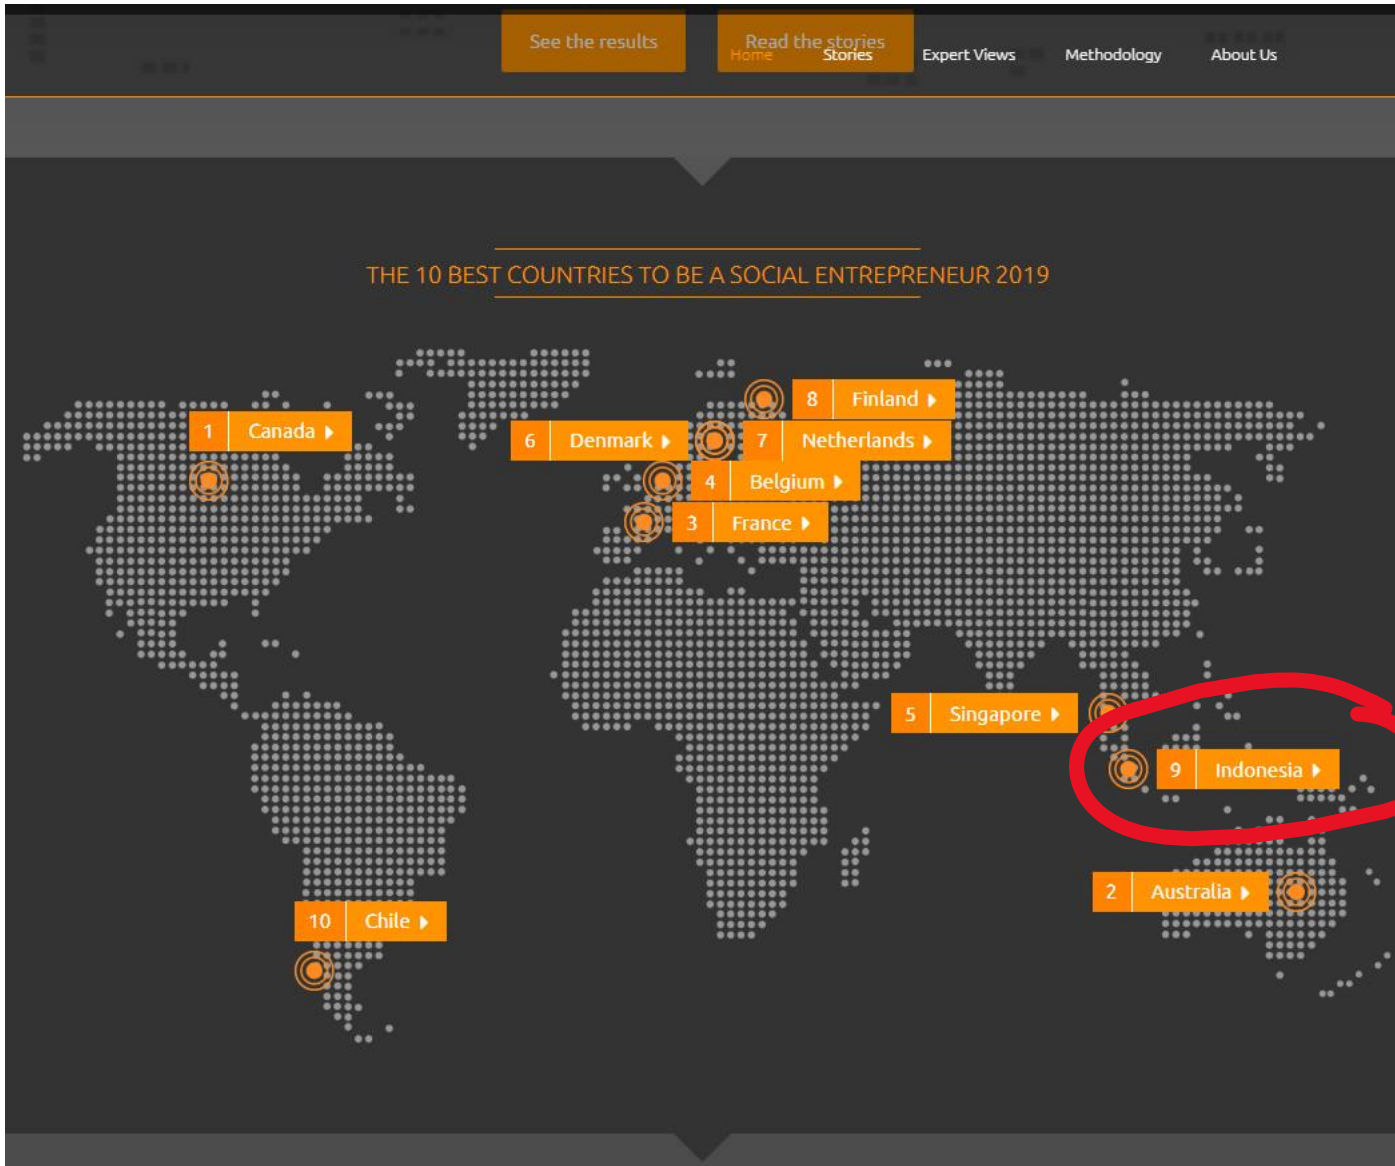 See the results
Read the stories
Home
Stories
Expert Views
Methodology
About Us
THE 10 BEST COUNTRIES TO BE A SOCIAL ENTREPRENEUR 2019
8 Finland
1 Canada
6 Denmark
7 Netherlands
4 Belgium
3 France
5 Singapore
9 Indonesia
2 Australia
10 Chile